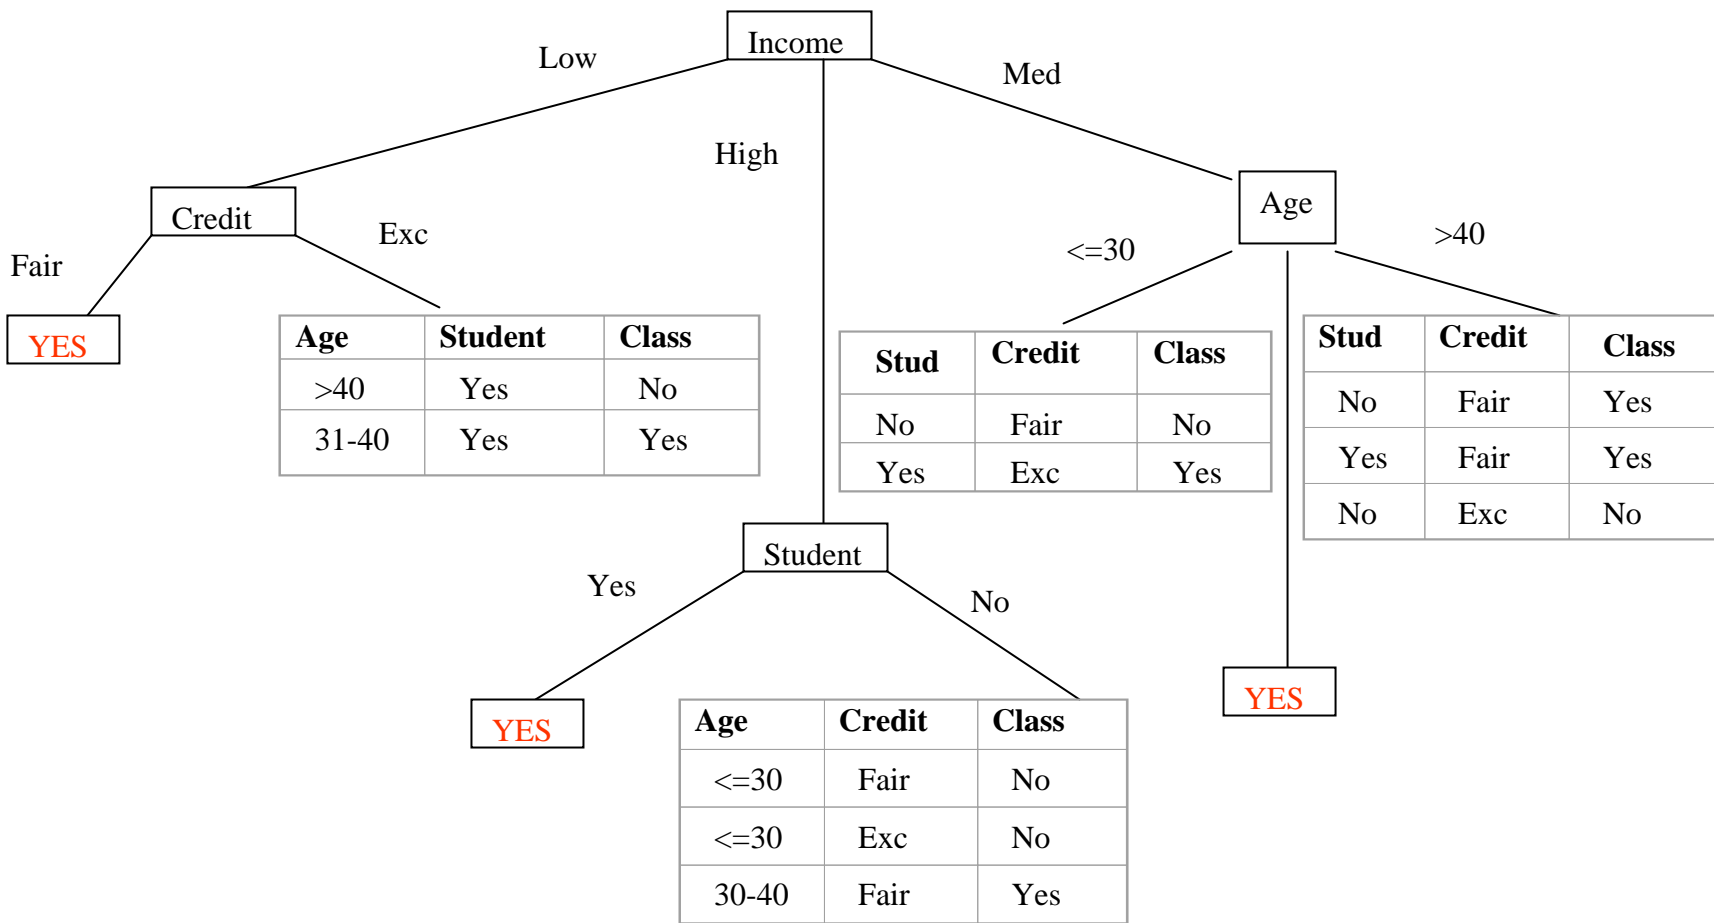 Income
Low
Med
High
Credit
Age
Fair
Exc
<=30
>40
YES
Age Student Class
>40 Yes No
31-40 Yes Yes
Stud Credit Class
No Fair No
Yes Exc Yes
Stud Credit Class
No Fair Yes
Yes Fair Yes
No Exc No
Student
Yes
No
YES
YES
Age Credit Class
<=30 Fair No
<=30 Exc No
30-40 Fair Yes